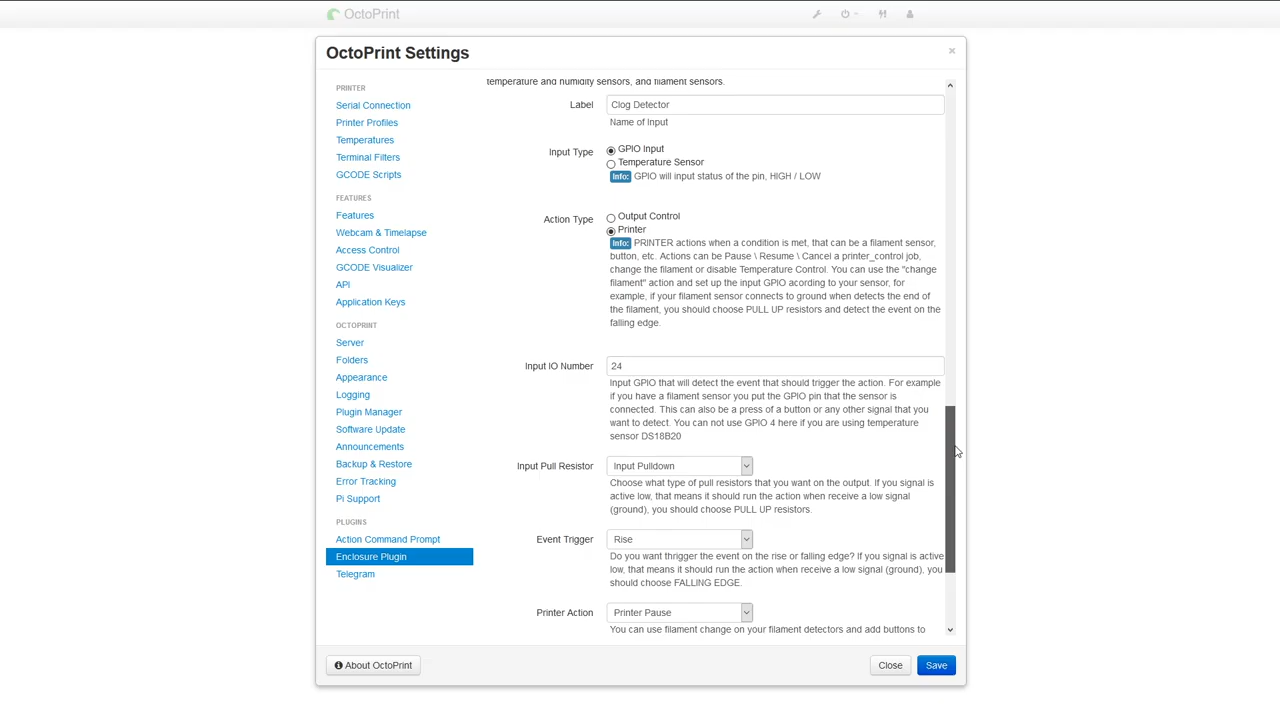 OctoPrint
OctoPrint Settings
×
PRINTER
Serial Connection
Printer Profiles
Temperatures
Terminal Filters
GCODE Scripts
FEATURES
Features
Webcam & Timelapse
Access Control
GCODE Visualizer
API
Application Keys
OCTOPRINT
Server
Folders
Appearance
Logging
Plugin Manager
Software Update
Announcements
Backup & Restore
Error Tracking
Pi Support
PLUGINS
Action Command Prompt
Enclosure Plugin
Telegram
temperature and humidity sensors, and filament sensors.
Label Clog Detector
Name of Input
Input Type GPIO Input
Temperature Sensor
Info: GPIO will input status of the pin, HIGH / LOW
Action Type Output Control
Printer
Info: PRINTER actions when a condition is met, that can be a filament sensor,
button, etc. Actions can be Pause \ Resume \ Cancel a printer_control job,
change the filament or disable Temperature Control. You can use the "change
filament" action and set up the input GPIO acording to your sensor, for
example, if your filament sensor connects to ground when detects the end of
the filament, you should choose PULL UP resistors and detect the event on the
falling edge.
Input IO Number 24
Input GPIO that will detect the event that should trigger the action. For example
if you have a filament sensor you put the GPIO pin that the sensor is
connected. This can also be a press of a button or any other signal that you
want to detect. You can not use GPIO 4 here if you are using temperature
sensor DS18B20
Input Pull Resistor Input Pulldown
Choose what type of pull resistors that you want on the output. If you signal is
active low, that means it should run the action when receive a low signal
(ground), you should choose PULL UP resistors.
Event Trigger Rise
Do you want thrigger the event on the rise or falling edge? If you signal is active
low, that means it should run the action when receive a low signal (ground), you
should choose FALLING EDGE.
Printer Action Printer Pause
You can use filament change on your filament detectors and add buttons to
About OctoPrint
Close
Save